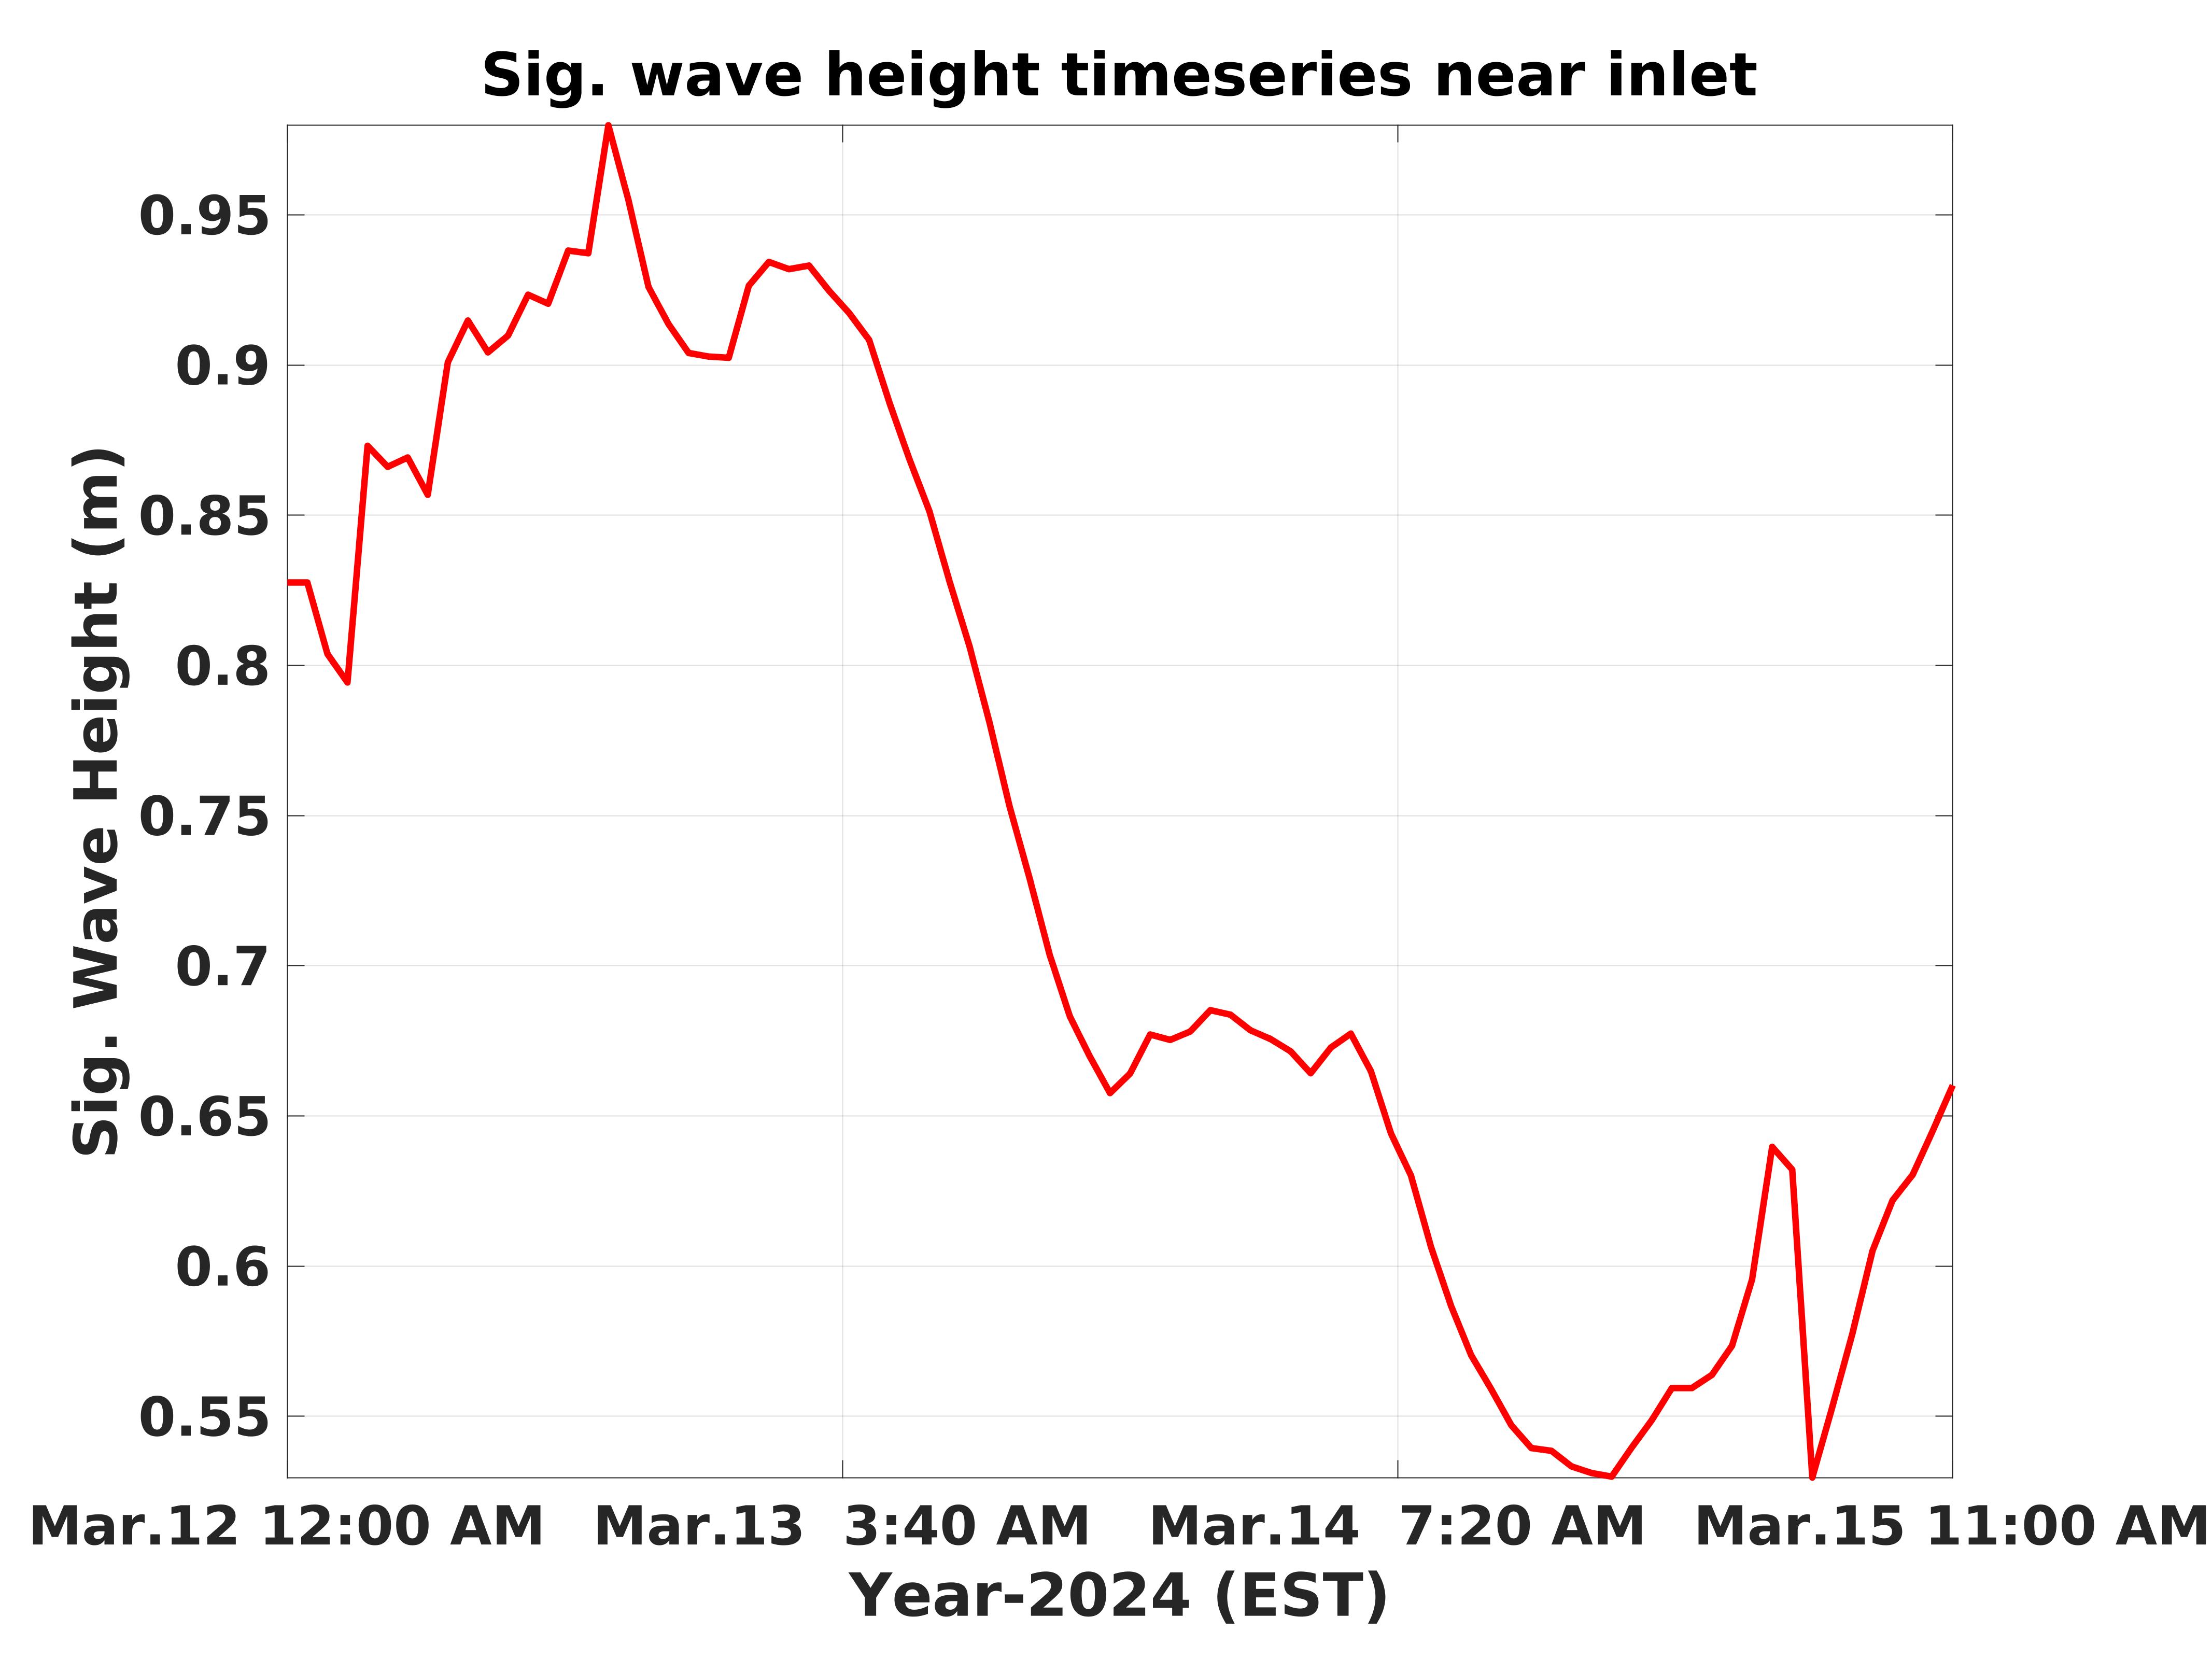 Sig. wave height timeseries near inlet
Sig. Wave Height (m)
0.95
0.9
0.85
0.8
0.75
0.7
0.65
0.6
0.55
Mar.12 12:00 AM Mar.13 3:40 AM Mar.14 7:20 AM Mar.15 11:00 AM
Year-2024 (EST)